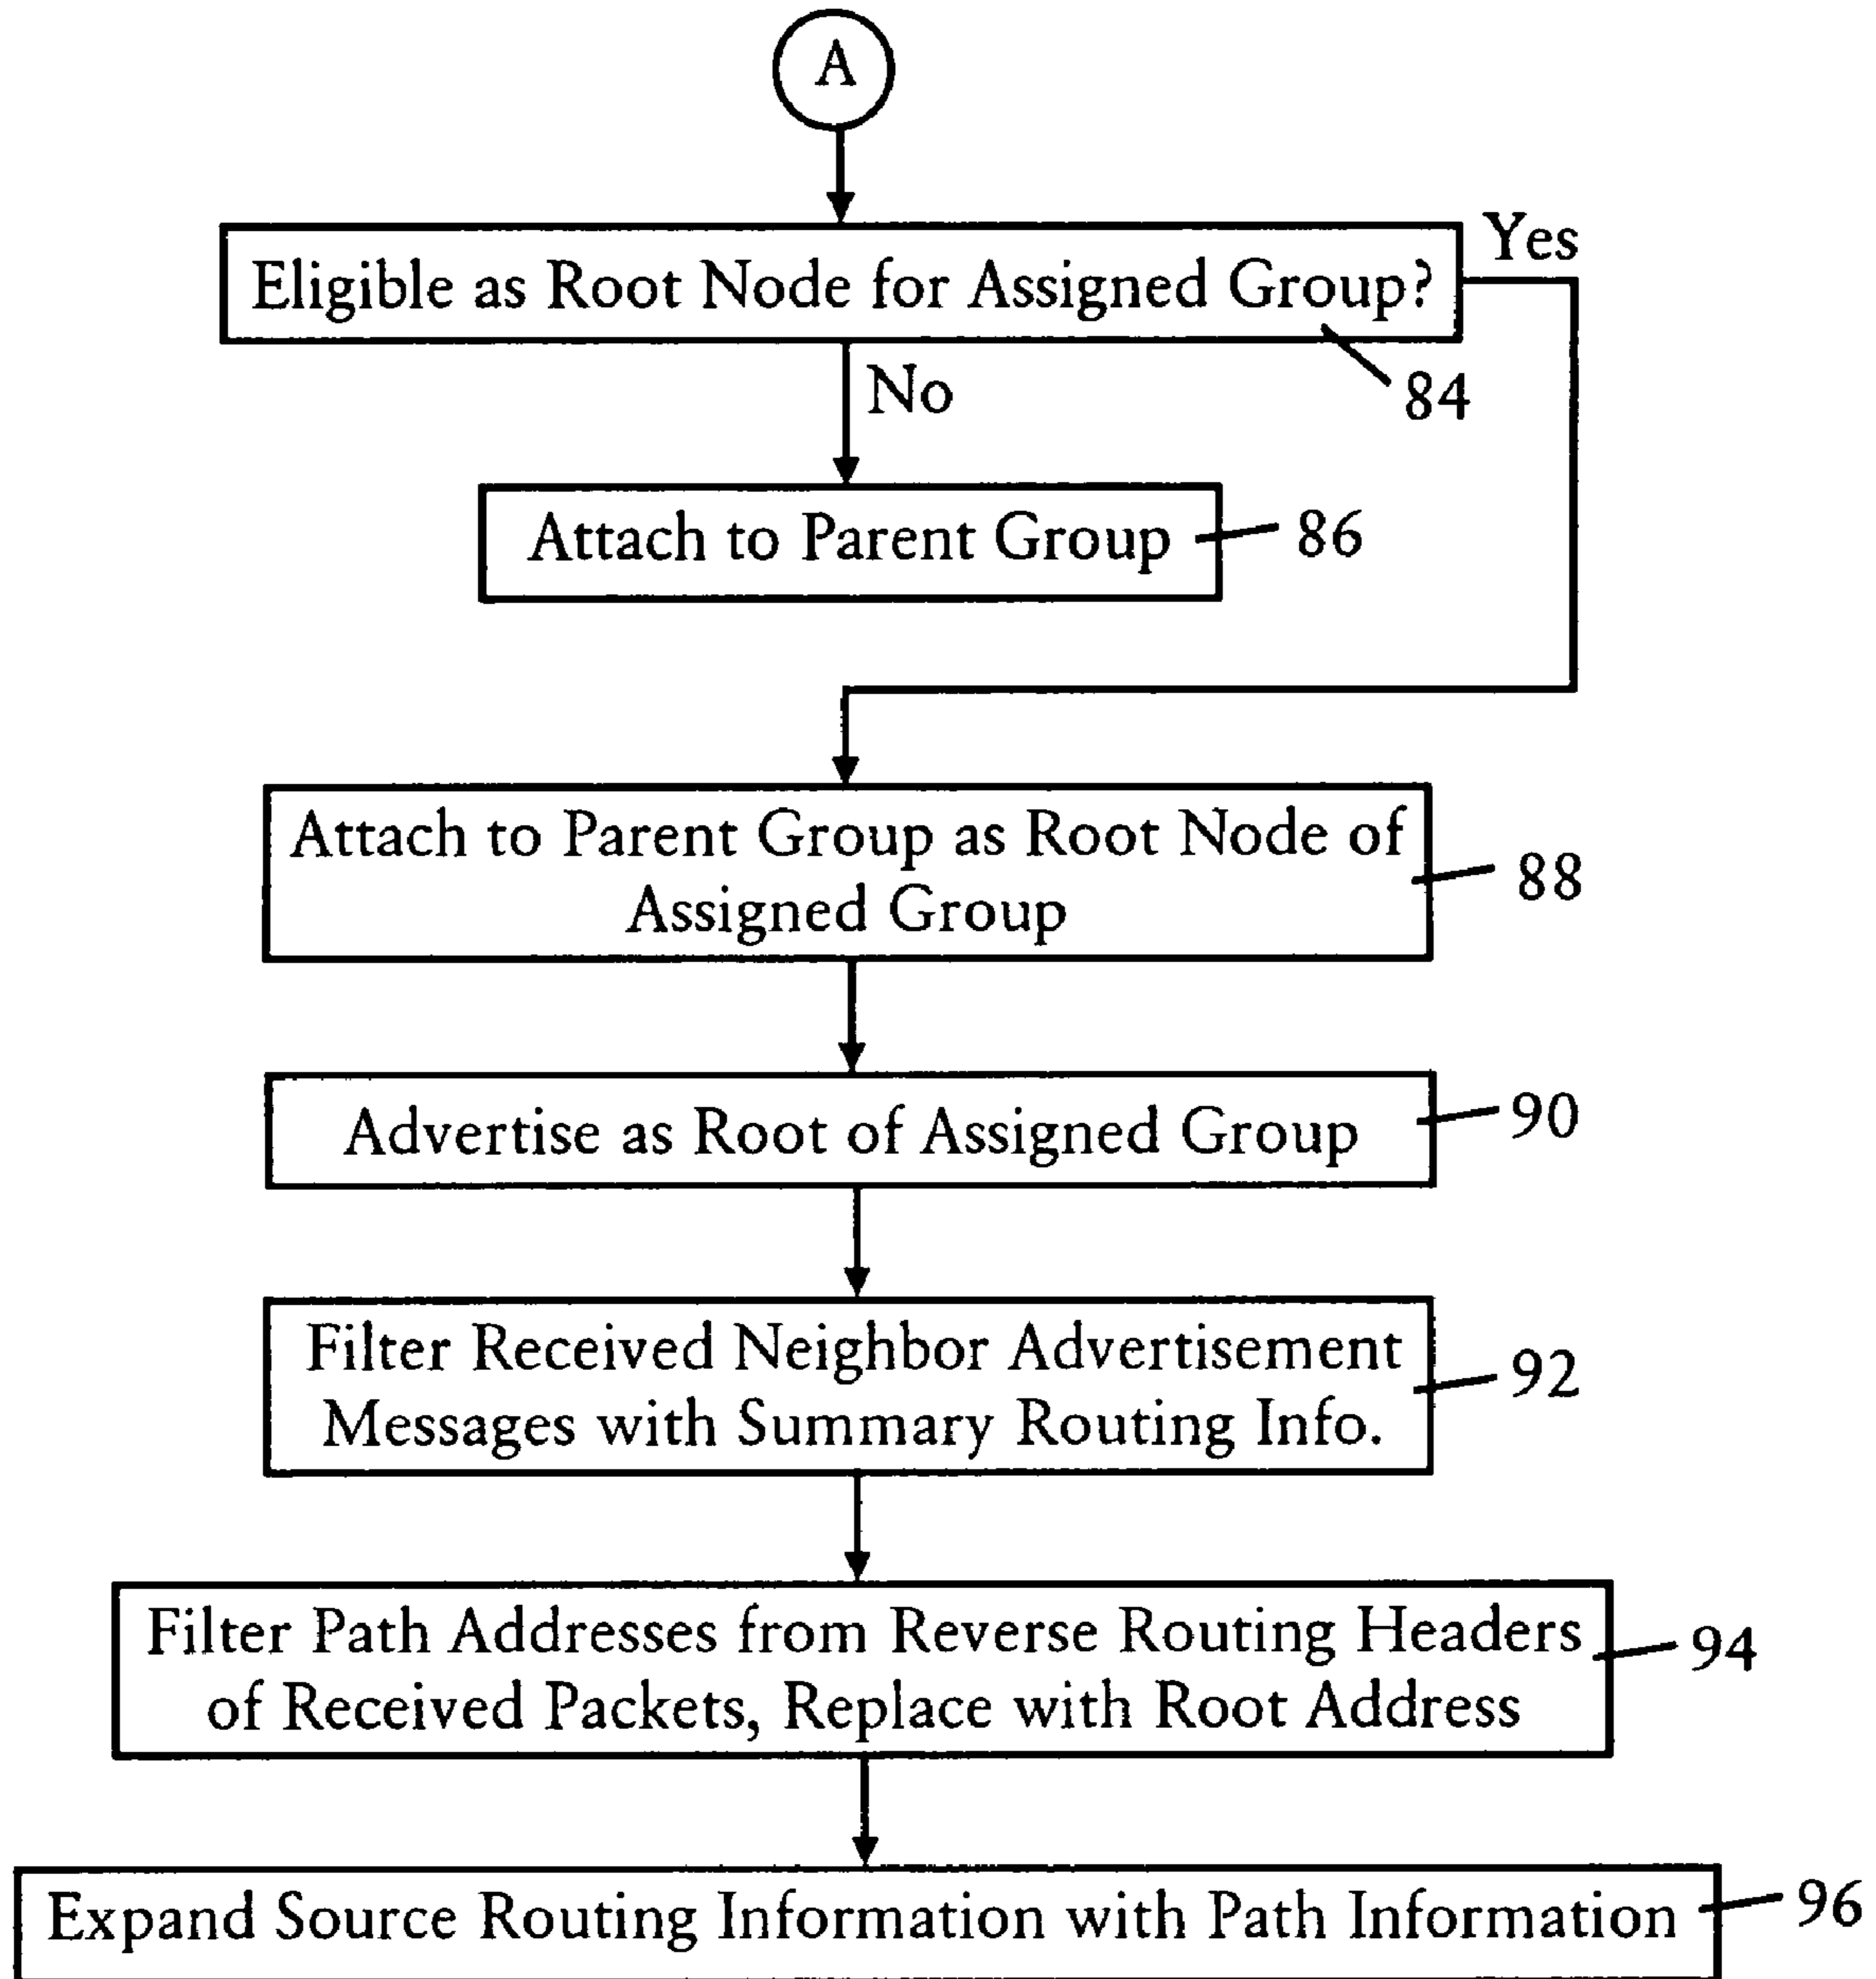 A
Yes
Eligible as Root Node for Assigned Group?
84
No
Attach to Parent Group
86
Attach to Parent Group as Root Node of
Assigned Group
88
Advertise as Root of Assigned Group
90
Filter Received Neighbor Advertisement
Messages with Summary Routing Info.
92
Filter Path Addresses from Reverse Routing Headers
of Received Packets, Replace with Root Address
94
Expand Source Routing Information with Path Information
96